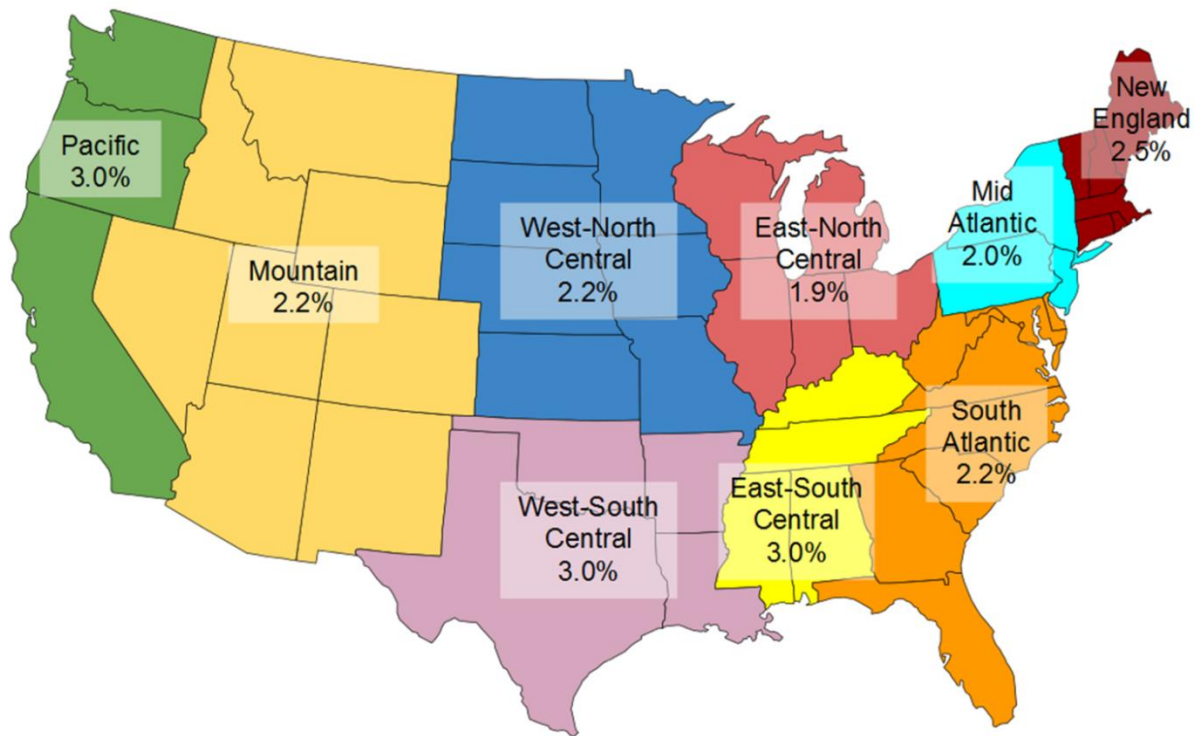 New
England
2.5%
Pacific
3.0%
Mid
Atlantic
2.0%
West-North
Central
2.2%
East-North
Central
1.9%
Mountain
2.2%
South
Atlantic
2.2%
West-South
Central
3.0%
East-South
Central
3.0%